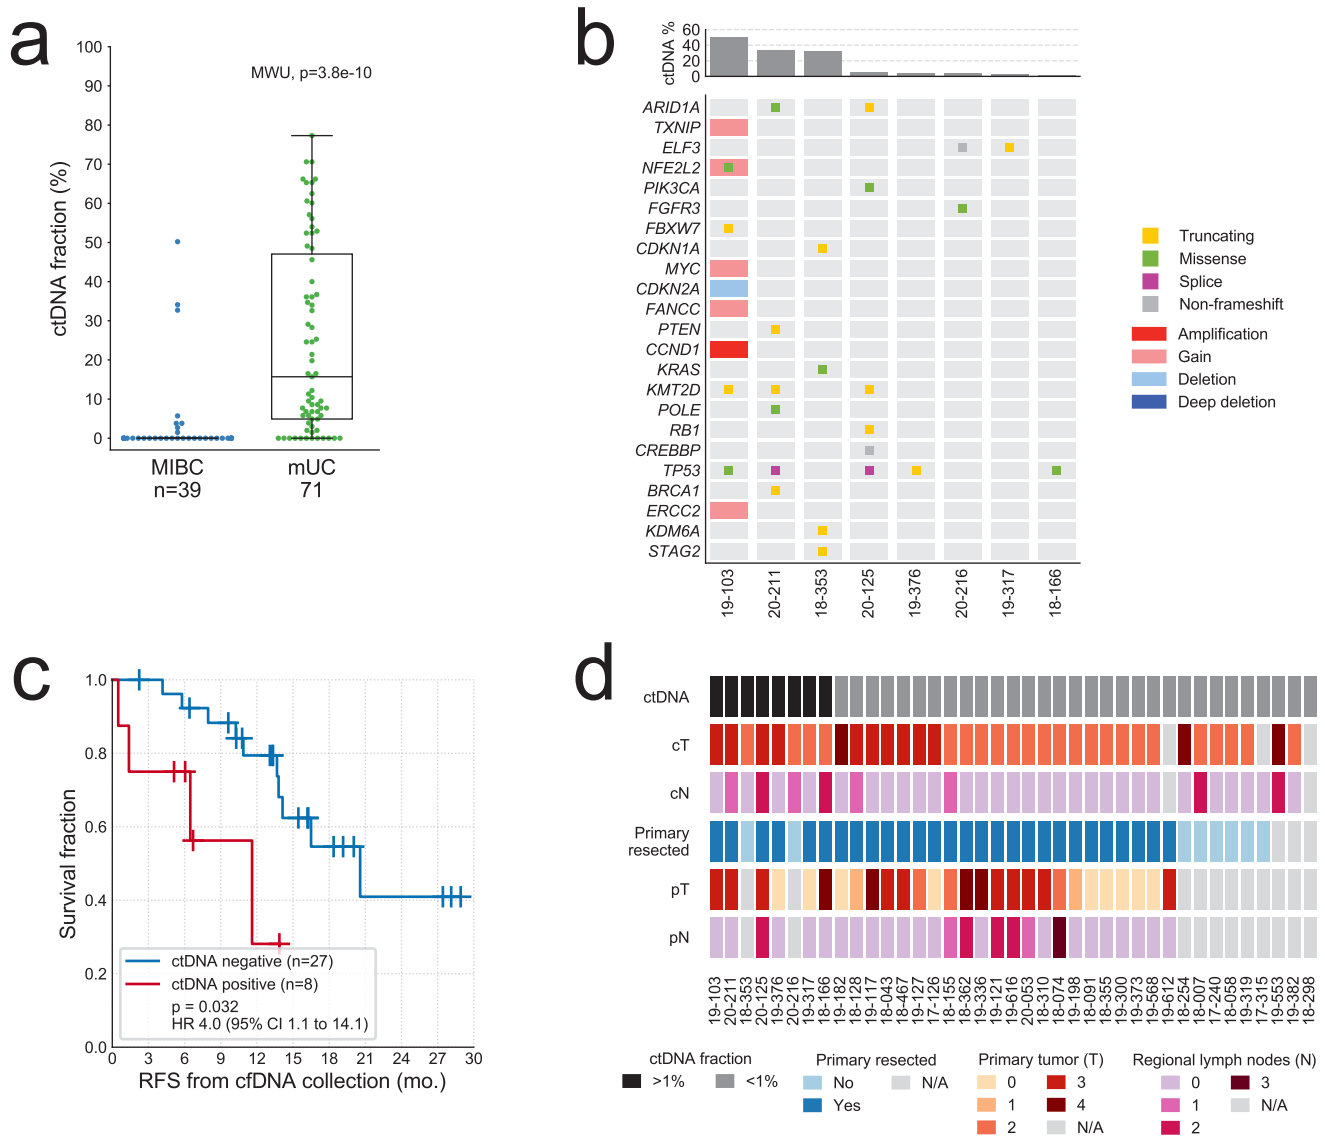 a
100
90
80
70
60
50
40
30
20
10
0
ctDNA fraction (%)
MWU, p=3.8e-10
MIBC
n=39
mUC
71
b
ctDNA %
60
40
20
0
ARID1A
TXNIP
ELF3
NFE2L2
PIK3CA
FGFR3
FBXW7
CDKN1A
MYC
CDKN2A
FANCC
PTEN
CCND1
KRAS
KMT2D
POLE
RB1
CREBBP
TP53
BRCA1
ERCC2
KDM6A
STAG2
19-103
20-211
18-353
20-125
19-376
20-216
19-317
18-166
Truncating
Missense
Splice
Non-frameshift
Amplification
Gain
Deletion
Deep deletion
c
1.0
0.8
0.6
0.4
0.2
0.0
Survival fraction
ctDNA negative (n=27)
ctDNA positive (n=8)
p = 0.032
HR 4.0 (95% CI 1.1 to 14.1)
0 3 6 9 12 15 18 21 24 27 30
RFS from cfDNA collection (mo.)
d
ctDNA
cT
cN
Primary
resected
pT
pN
19-103
20-211
18-353
20-125
19-376
20-216
19-317
18-166
19-182
18-128
19-117
18-043
18-467
19-127
17-126
18-155
18-362
19-336
19-121
19-616
20-053
18-310
18-074
19-198
18-091
18-355
19-300
19-373
19-568
19-612
18-254
18-007
17-240
18-058
19-319
17-315
19-553
19-382
18-298
ctDNA fraction
>1% <1%
Primary resected
No N/A
Yes
Primary tumor (T)
0 3
1 4
2 N/A
Regional lymph nodes (N)
0 3
1 N/A
2